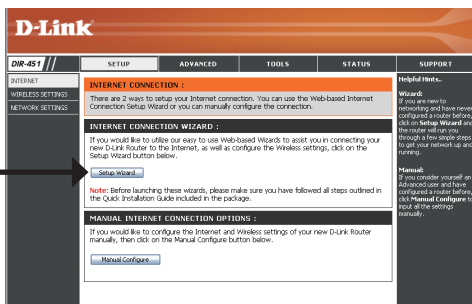 D-Link
DIR-451
SETUP
ADVANCED
TOOLS
STATUS
SUPPORT
INTERNET
WIRELESS SETTINGS
NETWORK SETTINGS
INTERNET CONNECTION :
There are 2 ways to setup your Internet connection. You can use the Web-based Internet
Connection Setup Wizard or you can manually configure the connection.
INTERNET CONNECTION WIZARD :
If you would like to utilize our easy to use Web-based Wizards to assist you in connecting your
new D-Link Router to the Internet, as well as configure the Wireless settings, click on the
Setup Wizard button below.
Setup Wizard
Note: Before launching these wizards, please make sure you have followed all steps outlined in
the Quick Installation Guide included in the package.
MANUAL INTERNET CONNECTION OPTIONS :
If you would like to configure the Internet and Wireless settings of your new D-Link Router
manually, then click on the Manual Configure button below.
Manual Configure
Helpful Hints..
Wizard:
If you are new to
networking and have never
configured a router before,
click on Setup Wizard and
the router will run you
through a few simple steps
to get your network up and
running.
Manual:
If you consider yourself an
Advanced user and have
configured a router before,
click Manual Configure to
input all the settings
manually.